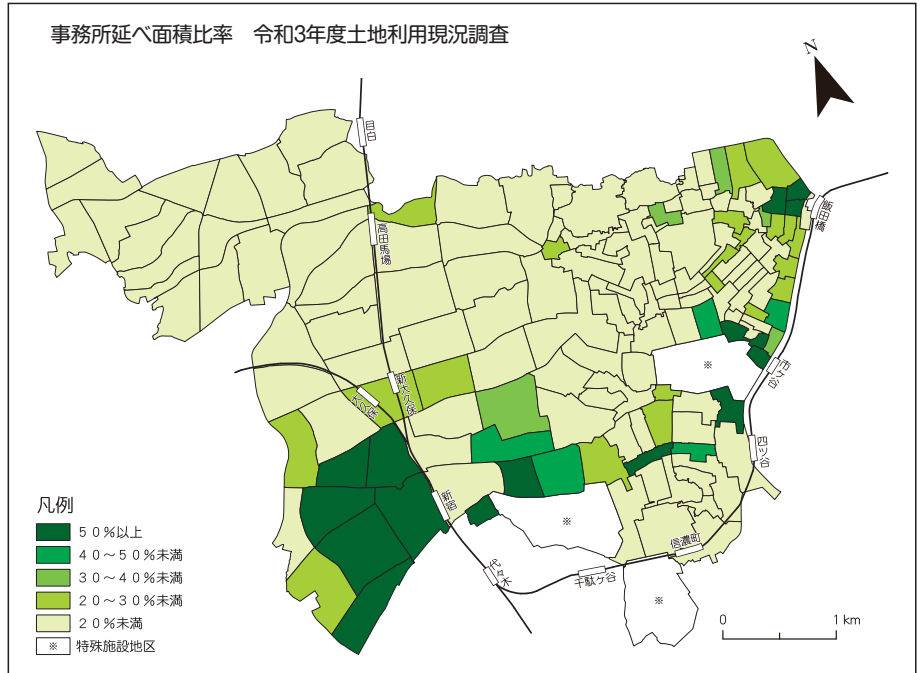 事務所延べ面積比率　令和3年度土地利用現況調査
N
目白
高田馬場
飯田橋
新大久保
大久保
※
市ケ谷
四ツ谷
新宿
※
信濃町
代々木
千駄ケ谷
※
凡例
５０％以上
４０～５０％未満
３０～４０％未満
２０～３０％未満
２０％未満
※ 特殊施設地区
0 1 km